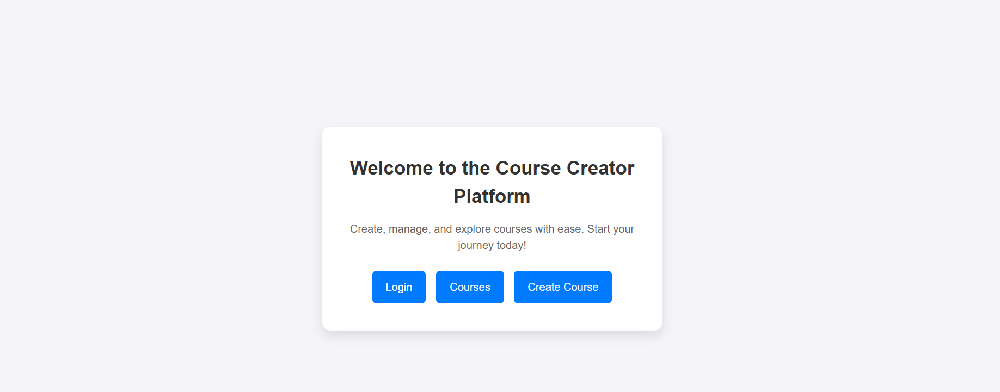 Welcome to the Course Creator
Platform
Create, manage, and explore courses with ease. Start your
journey today!
Login
Courses
Create Course